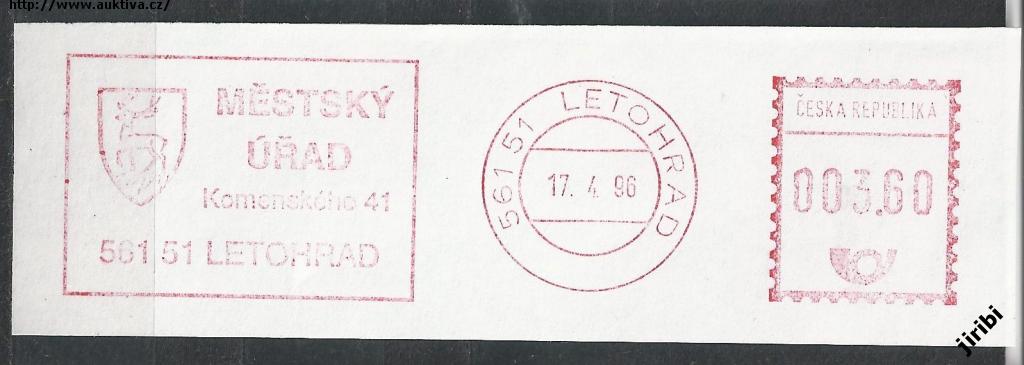 http://www.auktiva.cz/
MĚSTSKÝ
ÚŘAD
Komenského 41
561 51 LETOHRAD
561 51 LETOHRAD
17. 4. 96
ČESKÁ REPUBLIKA
003.60
jiribi